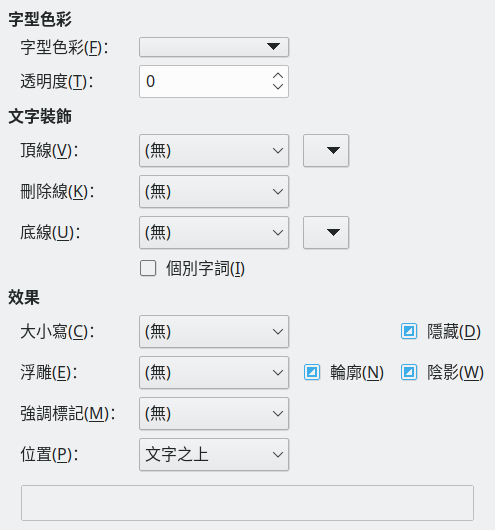 字型色彩
字型色彩(F):
透明度(T): 0
文字裝飾
頂線(V): (無)
刪除線(K): (無)
底線(U): (無)
個別字詞(I)
效果
大小寫(C): (無) 隱藏(D)
浮雕(E): (無) 輪廓(N) 陰影(W)
強調標記(M): (無)
位置(P): 文字之上